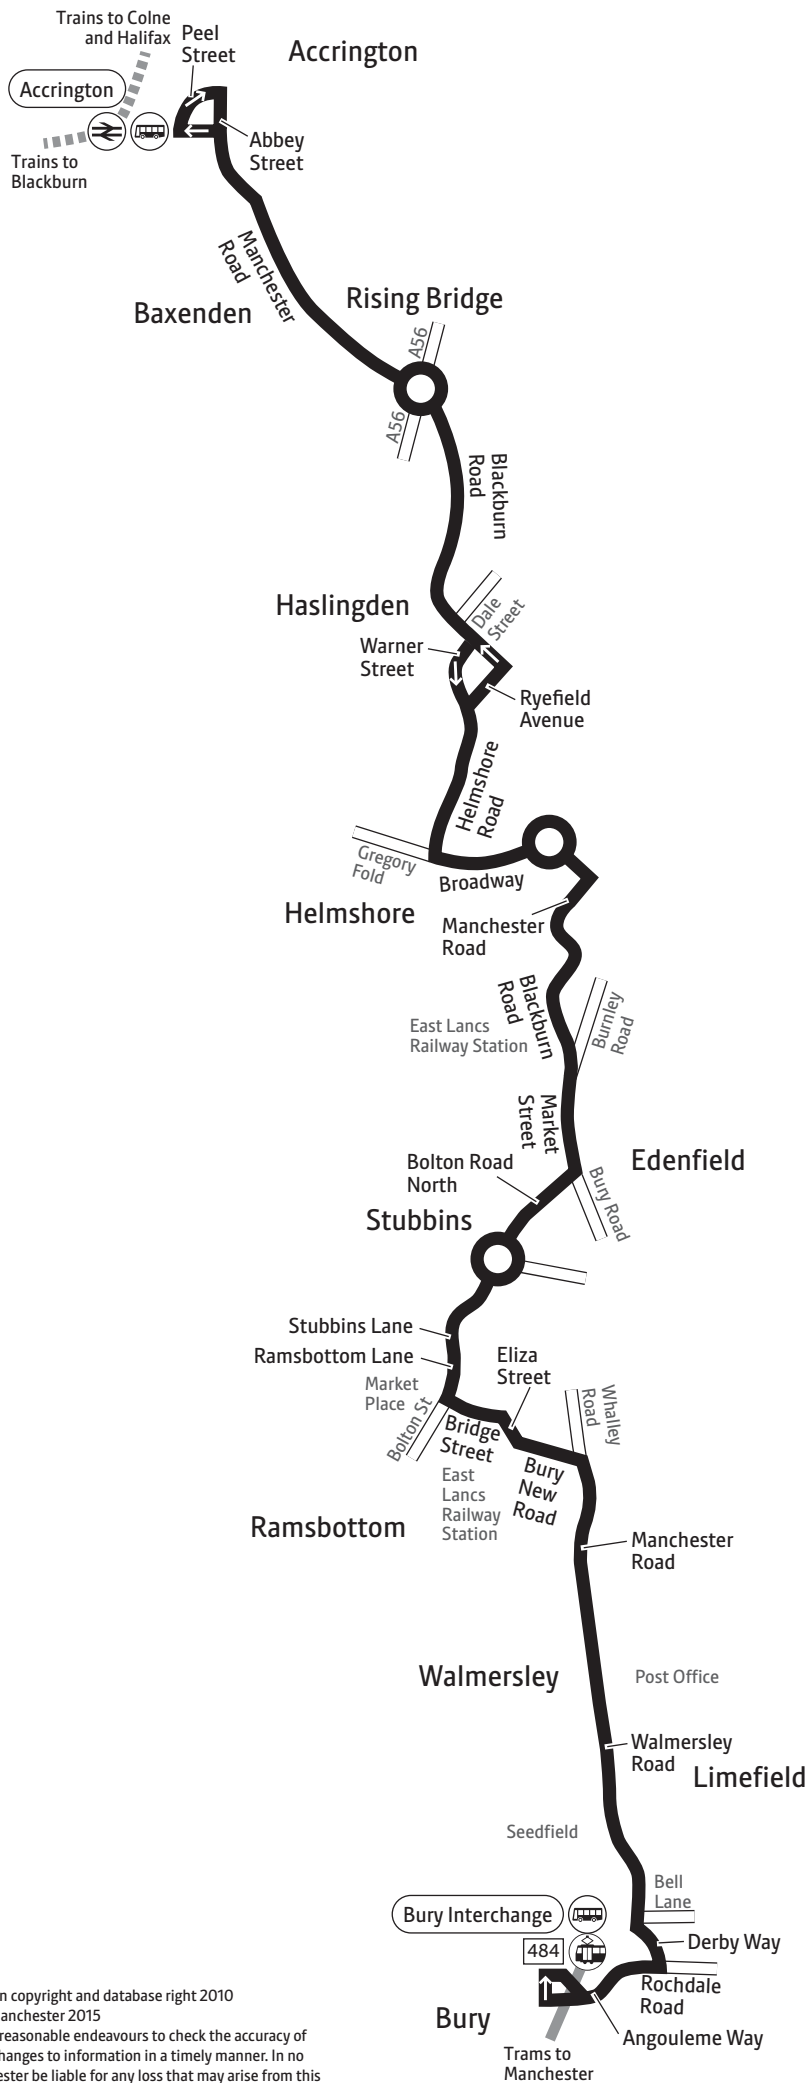 Trains to Colne
and Halifax
Peel
Street
Accrington
Accrington
Trains to
Blackburn
Abbey
Street
Manchester
Road
Baxenden
Rising Bridge
A56
A56
Blackburn
Road
Haslingden
Dale
Street
Warner
Street
Ryefield
Avenue
Helmshore
Road
Gregory
Fold
Broadway
Helmshore
Manchester
Road
Blackburn
Road
East Lancs
Railway Station
Burnley
Road
Market
Street
Edenfield
Bolton Road
North
Bury Road
Stubbins
Stubbins Lane
Ramsbottom Lane
Eliza
Street
Market
Place
Bolton St
Bridge
Street
Whalley
Road
East
Lancs
Railway
Station
Bury
New
Road
Ramsbottom
Manchester
Road
Walmersley
Post Office
Walmersley
Road
Limefield
Seedfield
Bell
Lane
Bury Interchange
484
Derby Way
Rochdale
Road
Bury
Angouleme Way
Trams to
Manchester
n copyright and database right 2010
anchester 2015
reasonable endeavours to check the accuracy of
hanges to information in a timely manner. In no
ester be liable for any loss that may arise from this